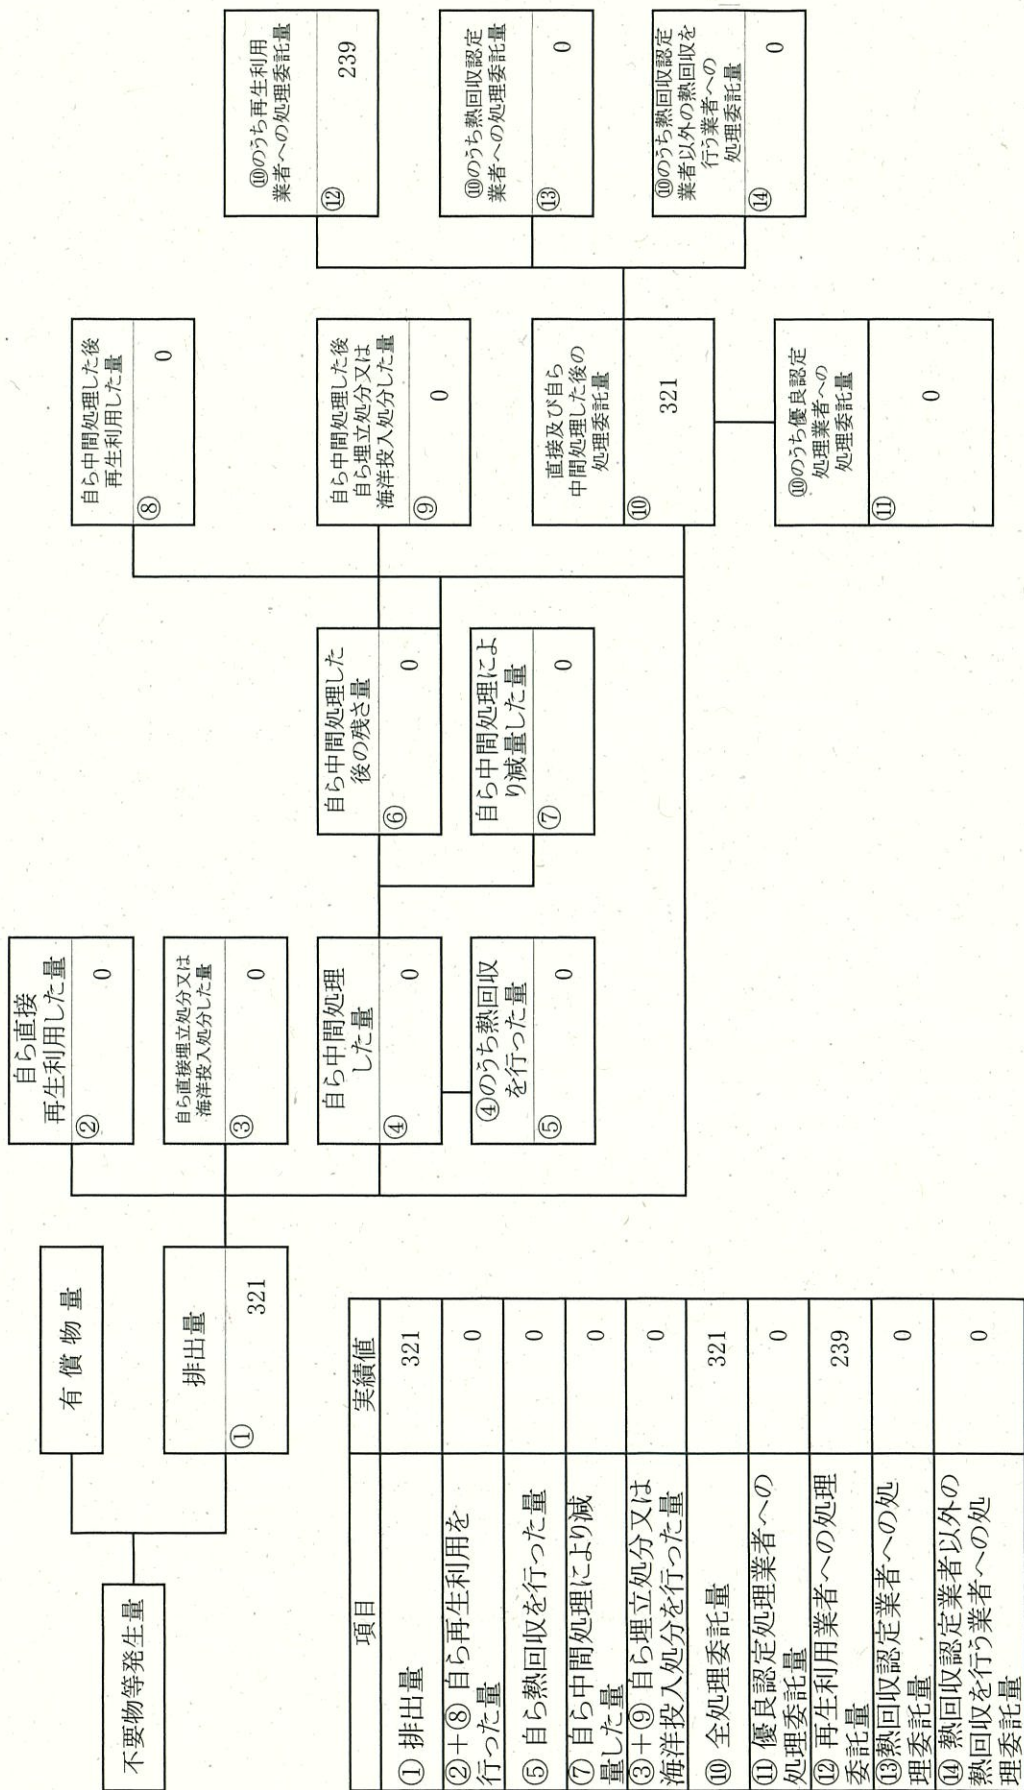 不要物等発生量
有償物量
排出量
①
321
自ら直接
再生利用した量
②
0
自ら直接埋立処分又は
海洋投入処分した量
③
0
自ら中間処理
した量
④
0
④のうち熱回収
を行った量
⑤
0
自ら中間処理した
後の残さ量
⑥
0
自ら中間処理によ
り減量した量
⑦
0
自ら中間処理した後
再生利用した量
⑧
0
自ら中間処理した後
自ら埋立処分又は
海洋投入処分した量
⑨
0
直接及び自ら
中間処理した後の
処理委託量
⑩
321
⑩のうち優良認定
処理業者への
処理委託量
⑪
0
⑩のうち再生利用
業者への処理委託量
⑫
239
⑩のうち熱回収認定
業者への処理委託量
⑬
0
⑩のうち熱回収認定
業者以外の熱回収を
行う業者への
処理委託量
⑭
0
項目 実績値
① 排出量 321
②+⑧ 自ら再生利用を
行った量 0
⑤ 自ら熱回収を行った量 0
⑦ 自ら中間処理により減
量した量 0
③+⑨ 自ら埋立処分又は
海洋投入処分を行った量 0
⑩ 全処理委託量 321
⑪ 優良認定処理業者への
処理委託量 0
⑫ 再生利用業者への処理
委託量 239
⑬熱回収認定業者への処
理委託量 0
⑭ 熱回収認定業者以外の
熱回収を行う業者への処
理委託量 0